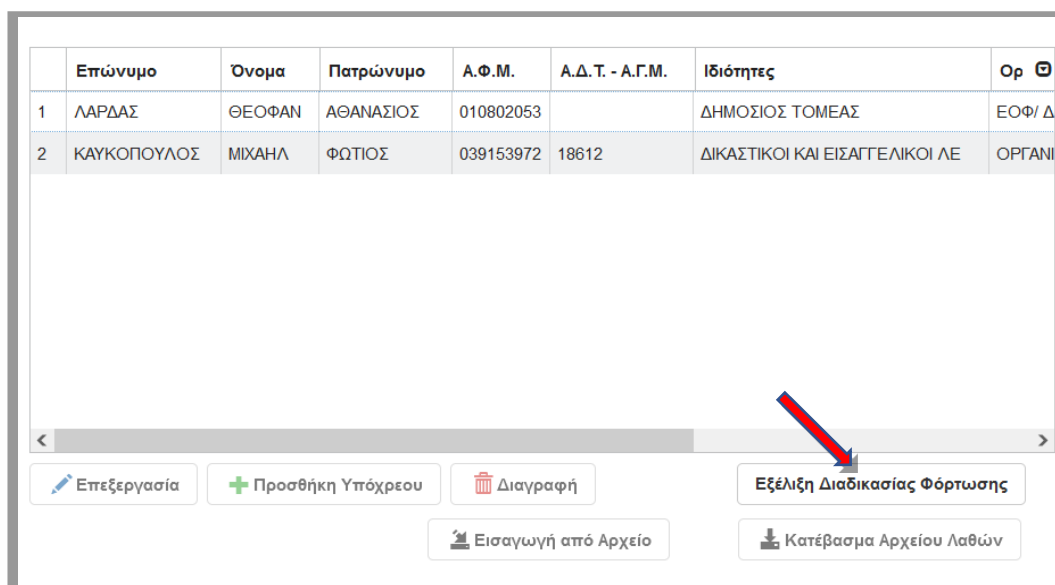 Επώνυμο Όνομα Πατρώνυμο Α.Φ.Μ. Α.Δ.Τ. - Α.Γ.Μ. Ιδιότητες Ορ
1 ΛΑΡΔΑΣ ΘΕΟΦΑΝ ΑΘΑΝΑΣΙΟΣ 010802053 ΔΗΜΟΣΙΟΣ ΤΟΜΕΑΣ ΕΟΦ/ Δ
2 ΚΑΥΚΟΠΟΥΛΟΣ ΜΙΧΑΗΛ ΦΩΤΙΟΣ 039153972 18612 ΔΙΚΑΣΤΙΚΟΙ ΚΑΙ ΕΙΣΑΓΓΕΛΙΚΟΙ ΛΕ ΟΡΓΑΝΙ
Επεξεργασία Προσθήκη Υπόχρεου Διαγραφή Εξέλιξη Διαδικασίας Φόρτωσης
Εισαγωγή από Αρχείο Κατέβασμα Αρχείου Λαθών